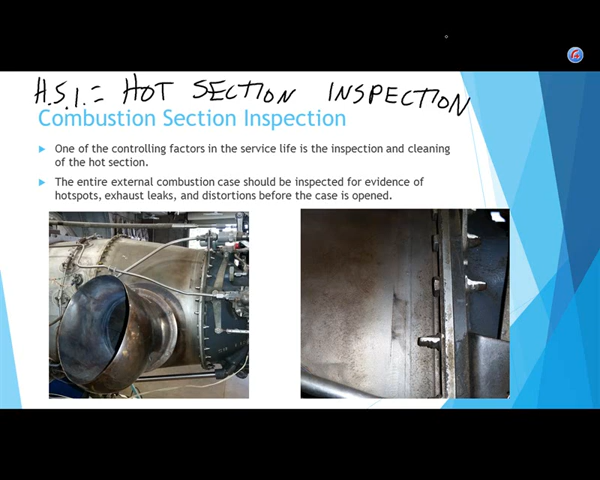 H.S.I. = HOT SECTION INSPECTION
Combustion Section Inspection
One of the controlling factors in the service life is the inspection and cleaning
of the hot section.
The entire external combustion case should be inspected for evidence of
hotspots, exhaust leaks, and distortions before the case is opened.